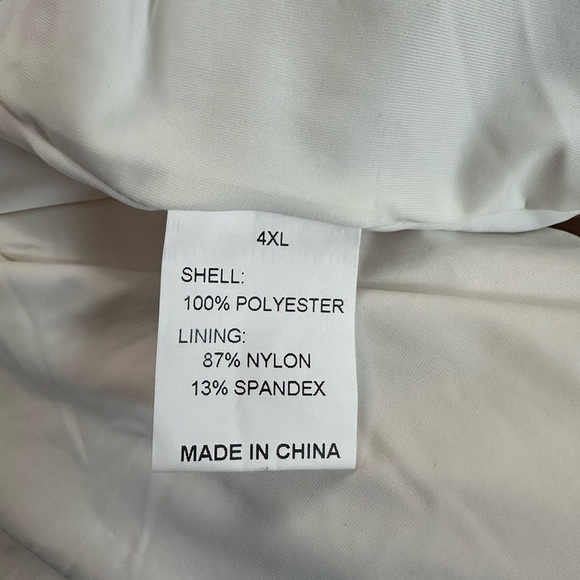 4XL
SHELL:
100% POLYESTER
LINING:
87% NYLON
13% SPANDEX
MADE IN CHINA